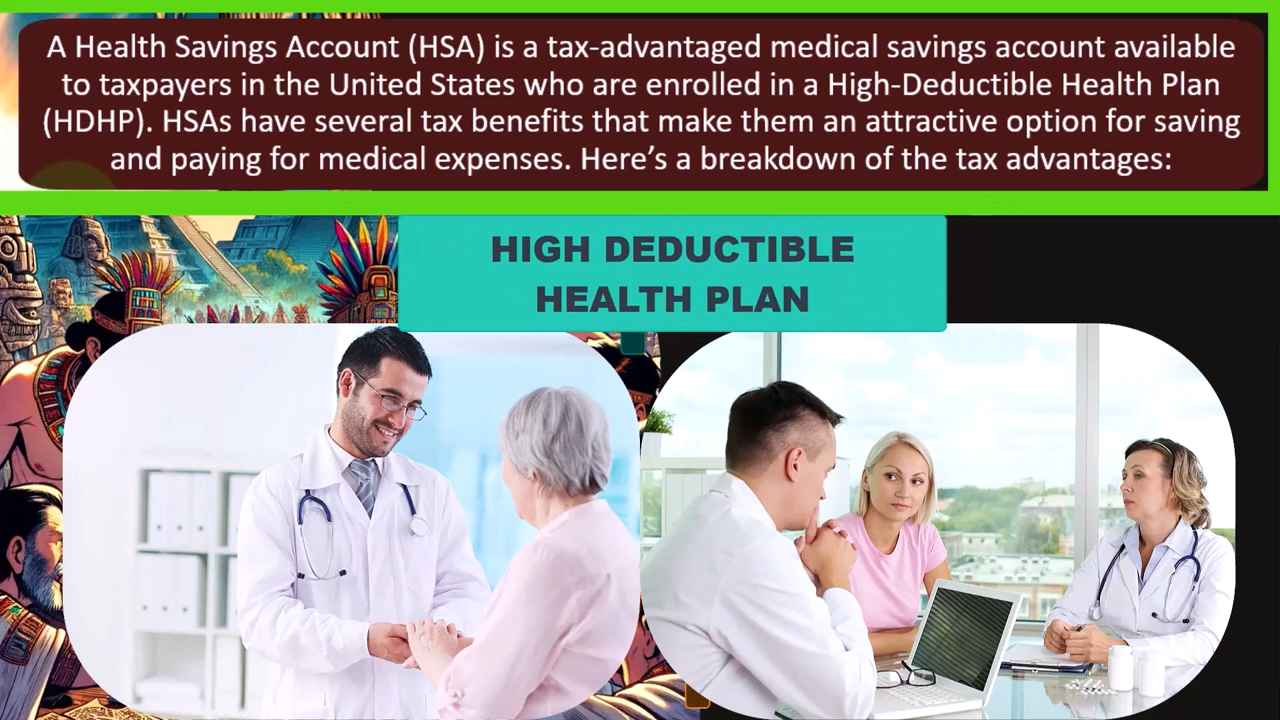 A Health Savings Account (HSA) is a tax-advantaged medical savings account available
to taxpayers in the United States who are enrolled in a High-Deductible Health Plan
(HDHP). HSAs have several tax benefits that make them an attractive option for saving
and paying for medical expenses. Here’s a breakdown of the tax advantages:
HIGH DEDUCTIBLE
HEALTH PLAN